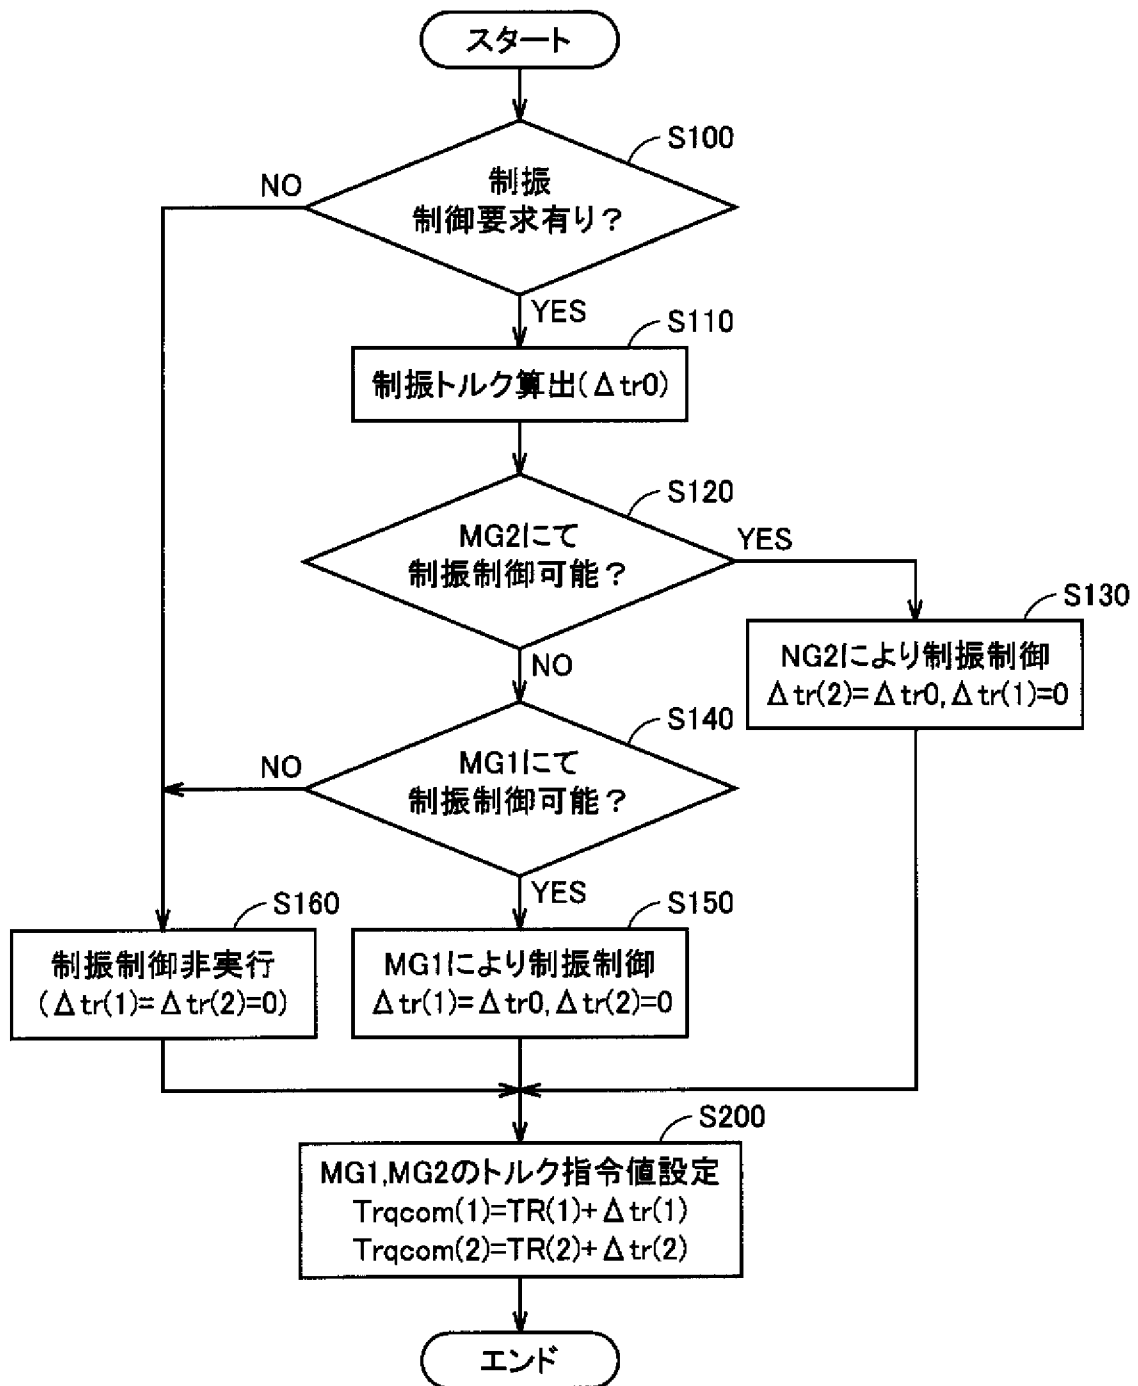 スタート
S100
制振
制御要求有り?
NO
YES
S110
制振トルク算出(Δtr0)
S120
MG2にて
制振制御可能?
YES
NO
S130
NG2により制振制御
Δtr(2)=Δtr0,Δtr(1)=0
S140
MG1にて
制振制御可能?
NO
YES
S160
制振制御非実行
(Δtr(1)=Δtr(2)=0)
S150
MG1により制振制御
Δtr(1)=Δtr0,Δtr(2)=0
S200
MG1,MG2のトルク指令値設定
Trqcom(1)=TR(1)+Δtr(1)
Trqcom(2)=TR(2)+Δtr(2)
エンド